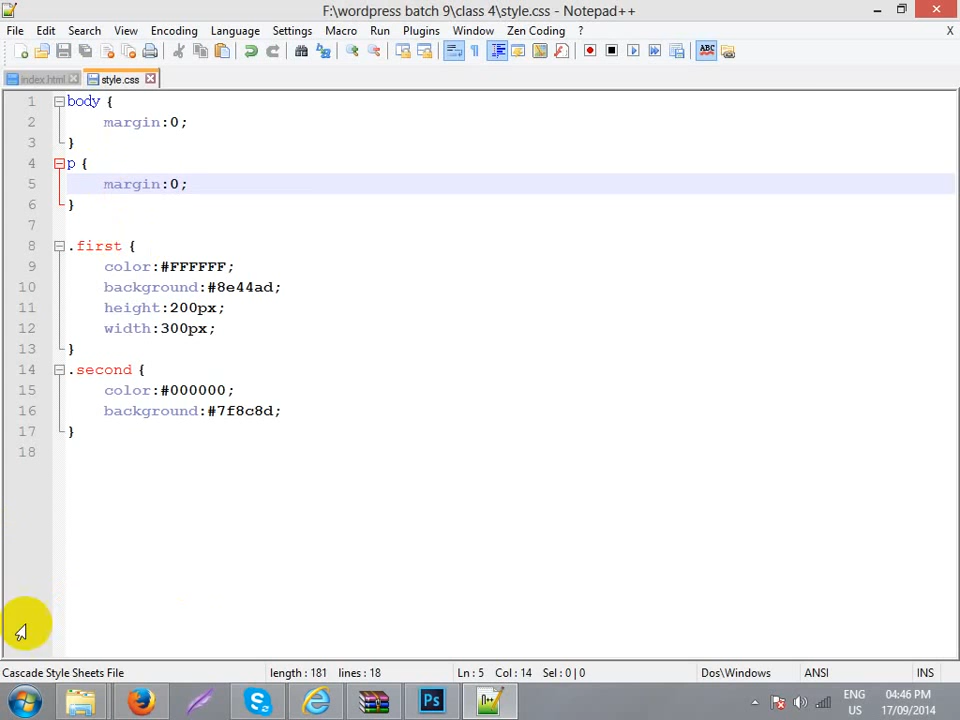 F:\wordpress batch 9\class 4\style.css - Notepad++
File Edit Search View Encoding Language Settings Macro Run Plugins Window Zen Coding ? X
ABC
index.html style.css
1 body {
2 margin:0;
3 }
4 p {
5 margin:0;
6 }
7
8 .first {
9 color:#FFFFFF;
10 background:#8e44ad;
11 height:200px;
12 width:300px;
13 }
14 .second {
15 color:#000000;
16 background:#7f8c8d;
17 }
18
Cascade Style Sheets File length : 181 lines : 18 Ln : 5 Col : 14 Sel : 0 | 0 Dos\Windows ANSI INS
ENG 04:46 PM
US 17/09/2014